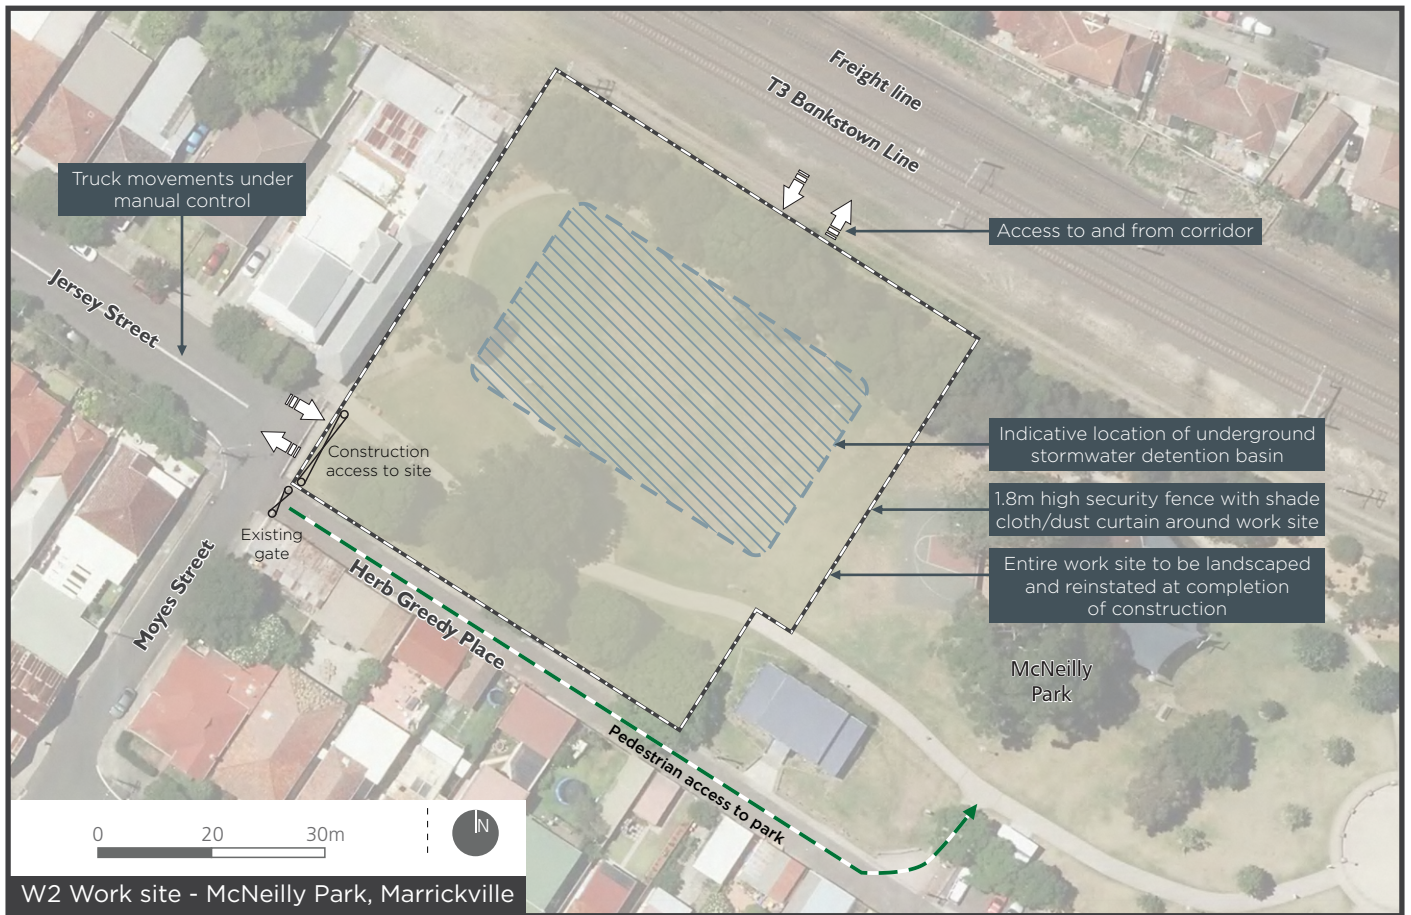 Freight line
T3 Bankstown Line
Truck movements under
manual control
Access to and from corridor
Jersey Street
Indicative location of underground
stormwater detention basin
Construction
access to site
1.8m high security fence with shade
cloth/dust curtain around work site
Existing
gate
Entire work site to be landscaped
and reinstated at completion
of construction
Moyes Street
Herb Greedy Place
McNeilly
Park
Pedestrian access to park
0 20 30m
N
W2 Work site - McNeilly Park, Marrickville